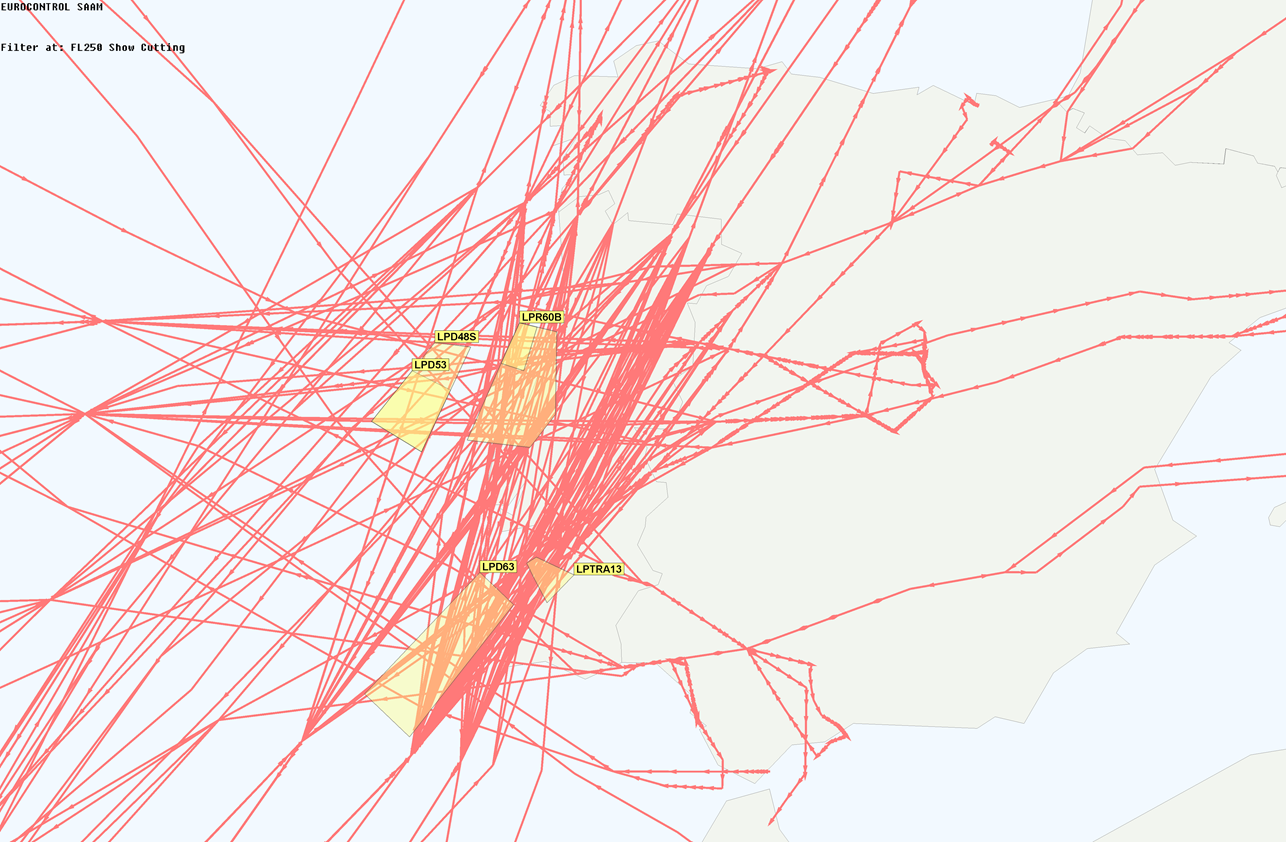 EUROCONTROL SAAM
Filter at: FL250 Show Cutting
LPR60B
LPD48S
LPD53
LPD63
LPTRA13